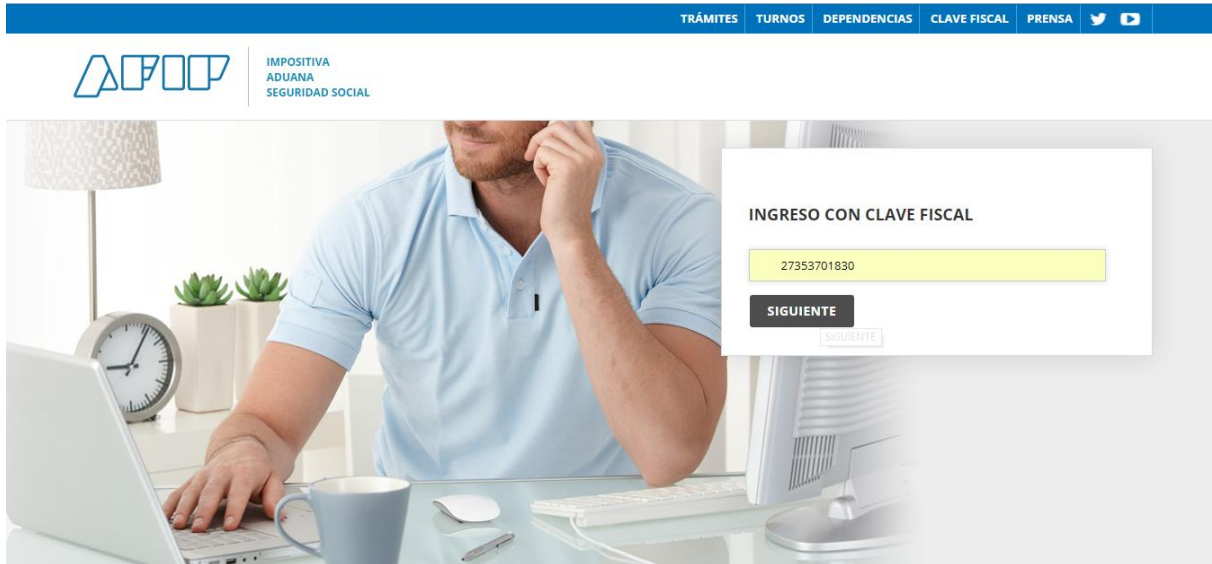 TRÁMITES TURNOS DEPENDENCIAS CLAVE FISCAL PRENSA
AFIP
IMPOSITIVA
ADUANA
SEGURIDAD SOCIAL
INGRESO CON CLAVE FISCAL
27353701830
SIGUIENTE
SIGUIENTE